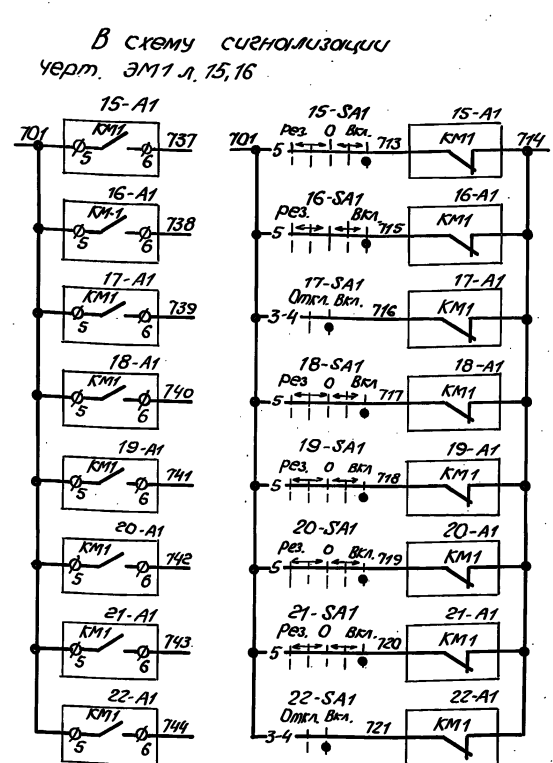 В схему сигнализации
Черт. ЭМ1 л. 15,16
15-А1
701 КМ1 737
5 6
16-А1
КМ-1 738
5 6
17-А1
КМ1 739
5 6
18-А1
КМ1 740
5 6
19-А1
КМ1 741
5 6
20-А1
КМ1 742
5 6
21-А1
КМ1 743
5 6
22-А1
КМ1 744
5 6
15-SA1 15-А1
Рез. О Вкл.
701 5 713 КМ1 714
16-SA1 16-А1
Рез. Вкл.
5 715 КМ1
17-SA1 17-А1
Откл. Вкл.
3-4 716 КМ1
18-SA1 18-А1
Рез О Вкл
5 717 КМ1
19-SA1 19-А1
Рез. О Вкл
5 718 КМ1
20-SA1 20-А1
Рез. О Вкл.
5 719 КМ1
21-SA1 21-А1
Рез. О Вкл.
5 720 КМ1
22-SA1 22-А1
Откл. Вкл.
3-4 721 КМ1